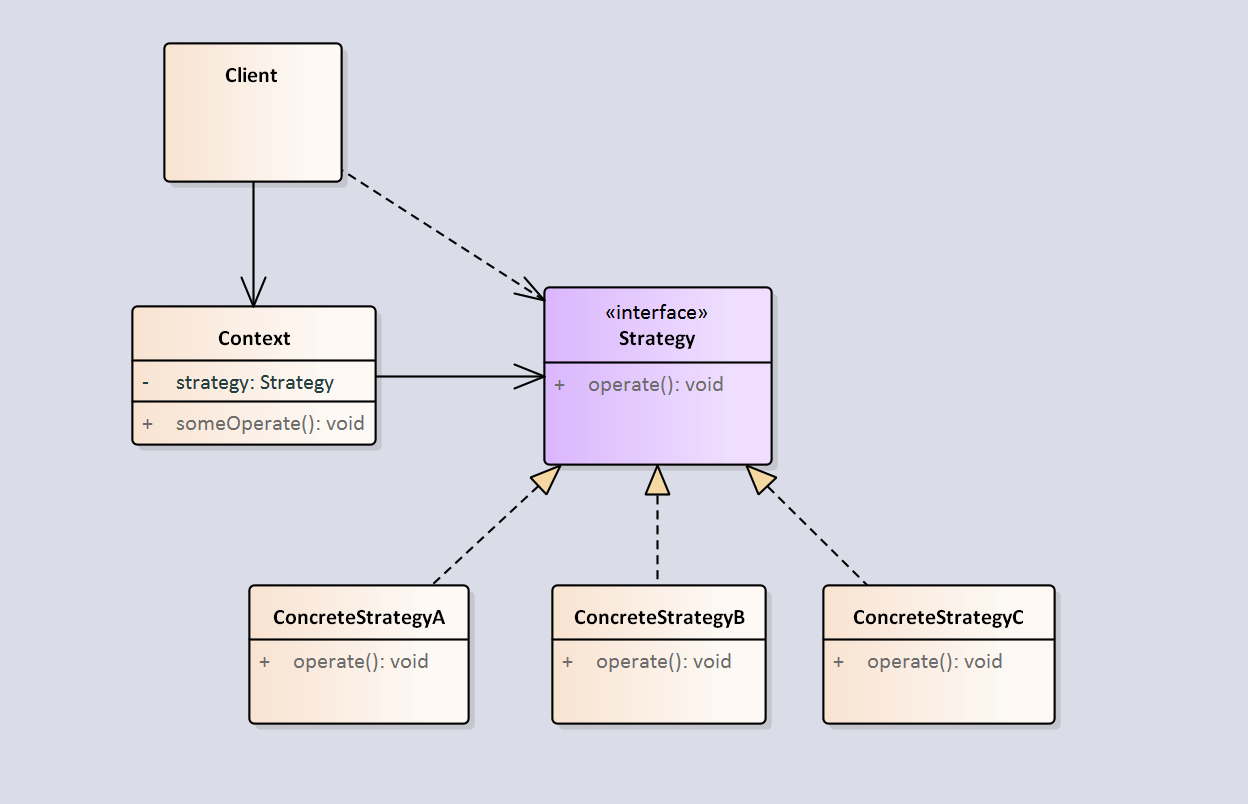 Client
Context
- strategy: Strategy
+ someOperate(): void
«interface»
Strategy
+ operate(): void
ConcreteStrategyA
+ operate(): void
ConcreteStrategyB
+ operate(): void
ConcreteStrategyC
+ operate(): void